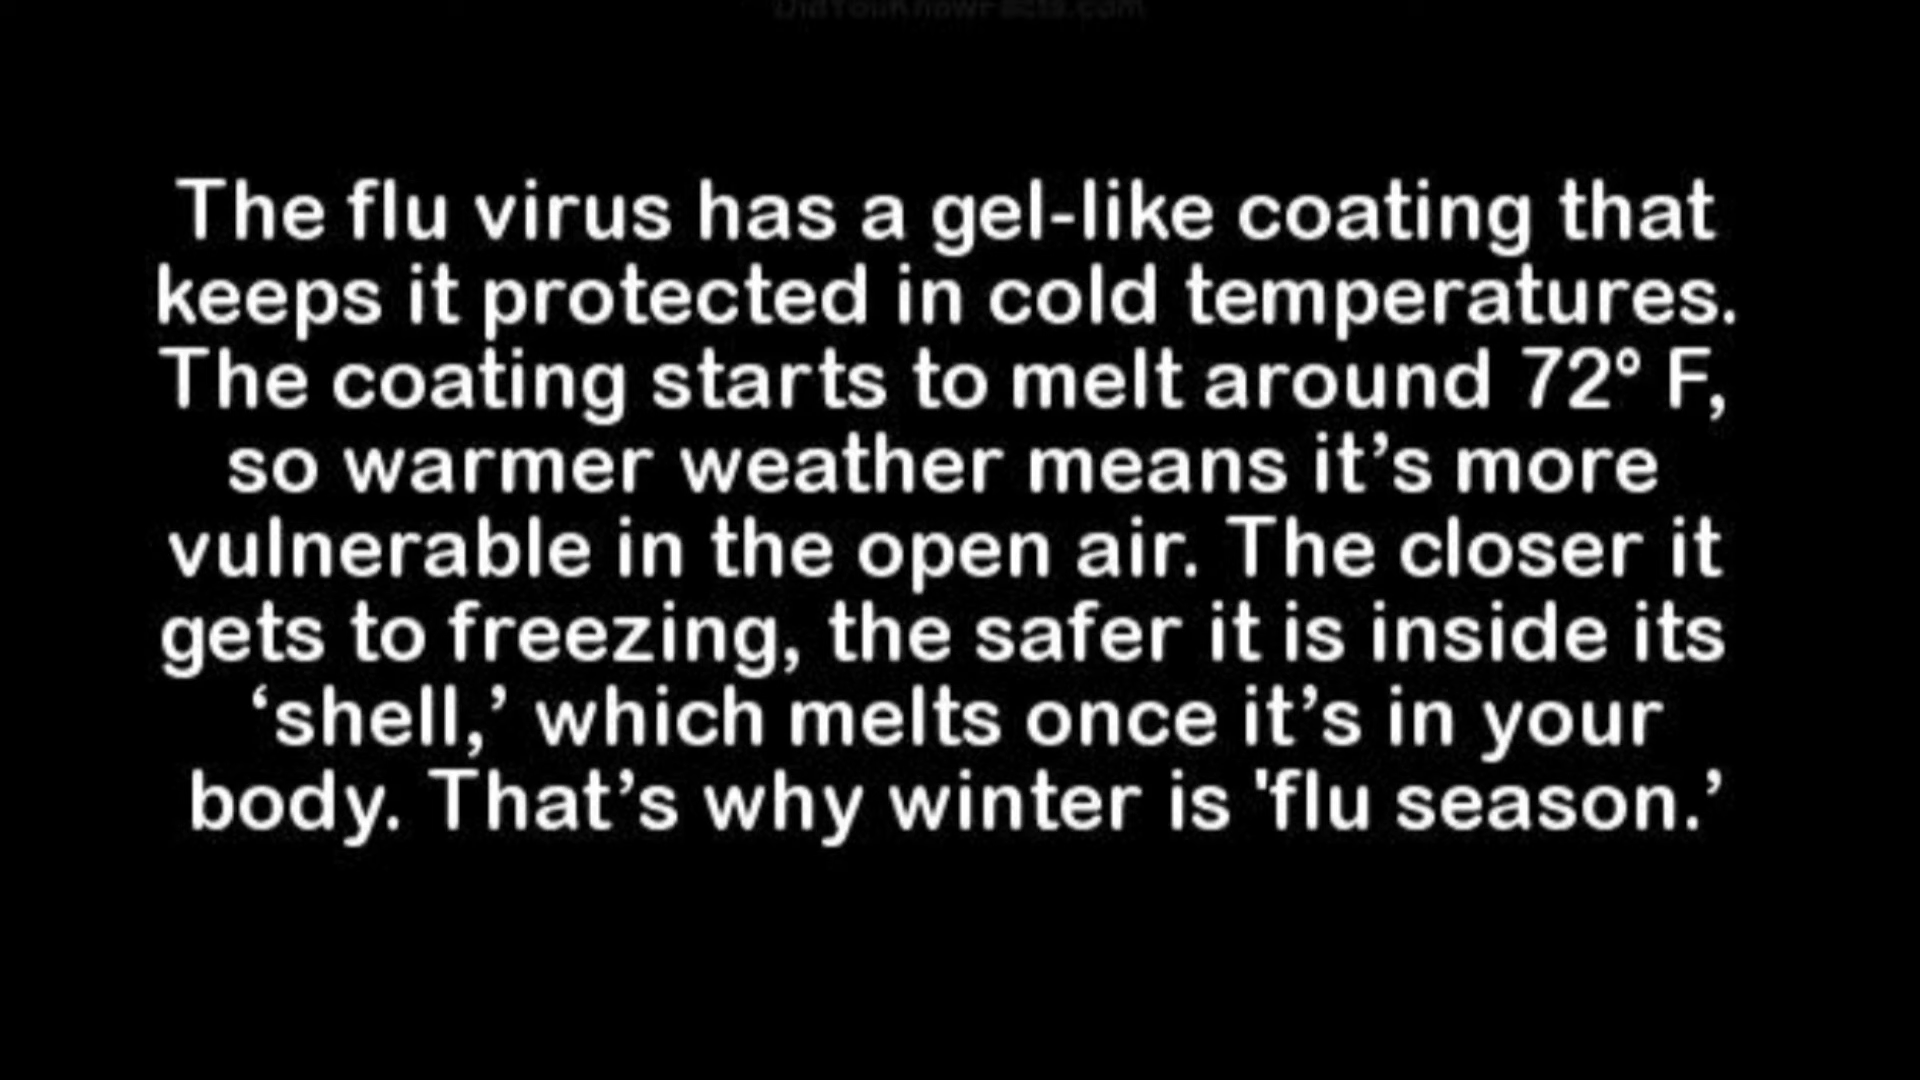 DidYouKnowFacts.com
The flu virus has a gel-like coating that
keeps it protected in cold temperatures.
The coating starts to melt around 72º F,
so warmer weather means it’s more
vulnerable in the open air. The closer it
gets to freezing, the safer it is inside its
‘shell,’ which melts once it’s in your
body. That’s why winter is 'flu season.’